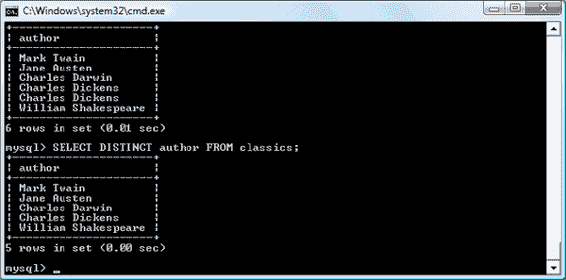 C:\Windows\system32\cmd.exe
+--------------------+
| author             |
+--------------------+
| Mark Twain         |
| Jane Austen        |
| Charles Darwin     |
| Charles Dickens    |
| Charles Dickens    |
| William Shakespeare |
+--------------------+
6 rows in set (0.01 sec)
mysql> SELECT DISTINCT author FROM classics;
+--------------------+
| author             |
+--------------------+
| Mark Twain         |
| Jane Austen        |
| Charles Darwin     |
| Charles Dickens    |
| William Shakespeare |
+--------------------+
5 rows in set (0.00 sec)
mysql> _